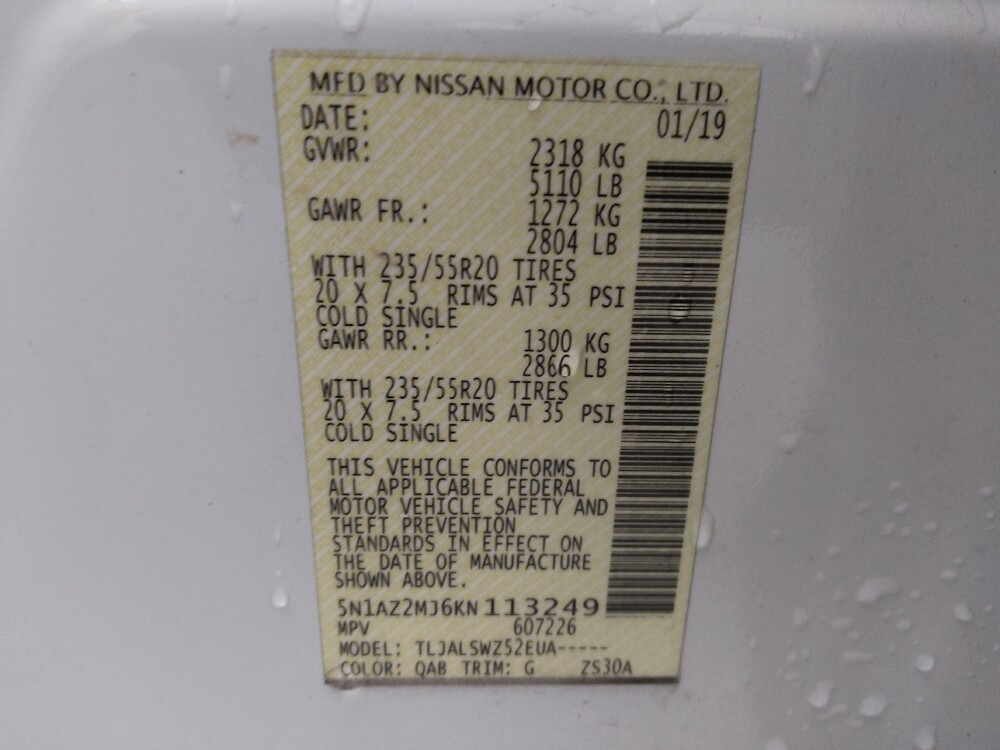 MFD BY NISSAN MOTOR CO., LTD.
DATE: 01/19
GVWR: 2318 KG
5110 LB
GAWR FR.: 1272 KG
2804 LB
WITH 235/55R20 TIRES
20 X 7.5 RIMS AT 35 PSI
COLD SINGLE
GAWR RR.: 1300 KG
2866 LB
WITH 235/55R20 TIRES
20 X 7.5 RIMS AT 35 PSI
COLD SINGLE
THIS VEHICLE CONFORMS TO
ALL APPLICABLE FEDERAL
MOTOR VEHICLE SAFETY AND
THEFT PREVENTION
STANDARDS IN EFFECT ON
THE DATE OF MANUFACTURE
SHOWN ABOVE.
5N1AZ2MJ6KN113249
MPV 607226
MODEL: TLJALSWZ52EUA-----
COLOR: QAB TRIM: G ZS30A